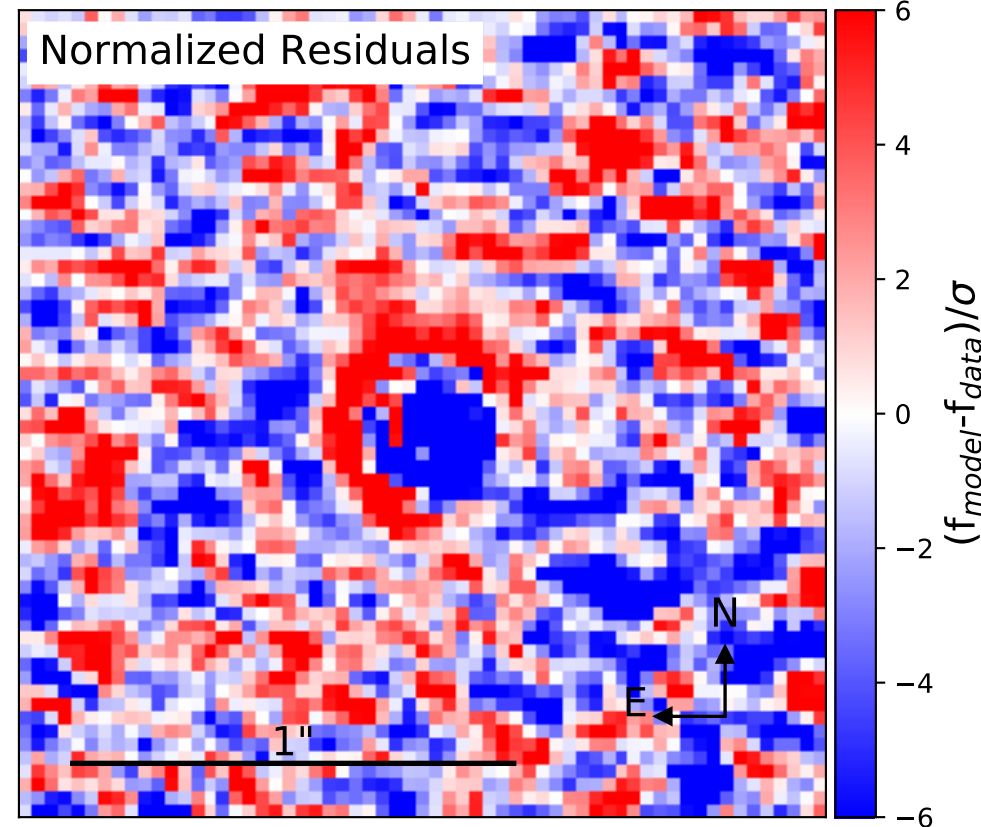 Normalized Residuals
6
4
2
0
−2
−4
−6
(f_model-f_data)/σ
N
E
1"